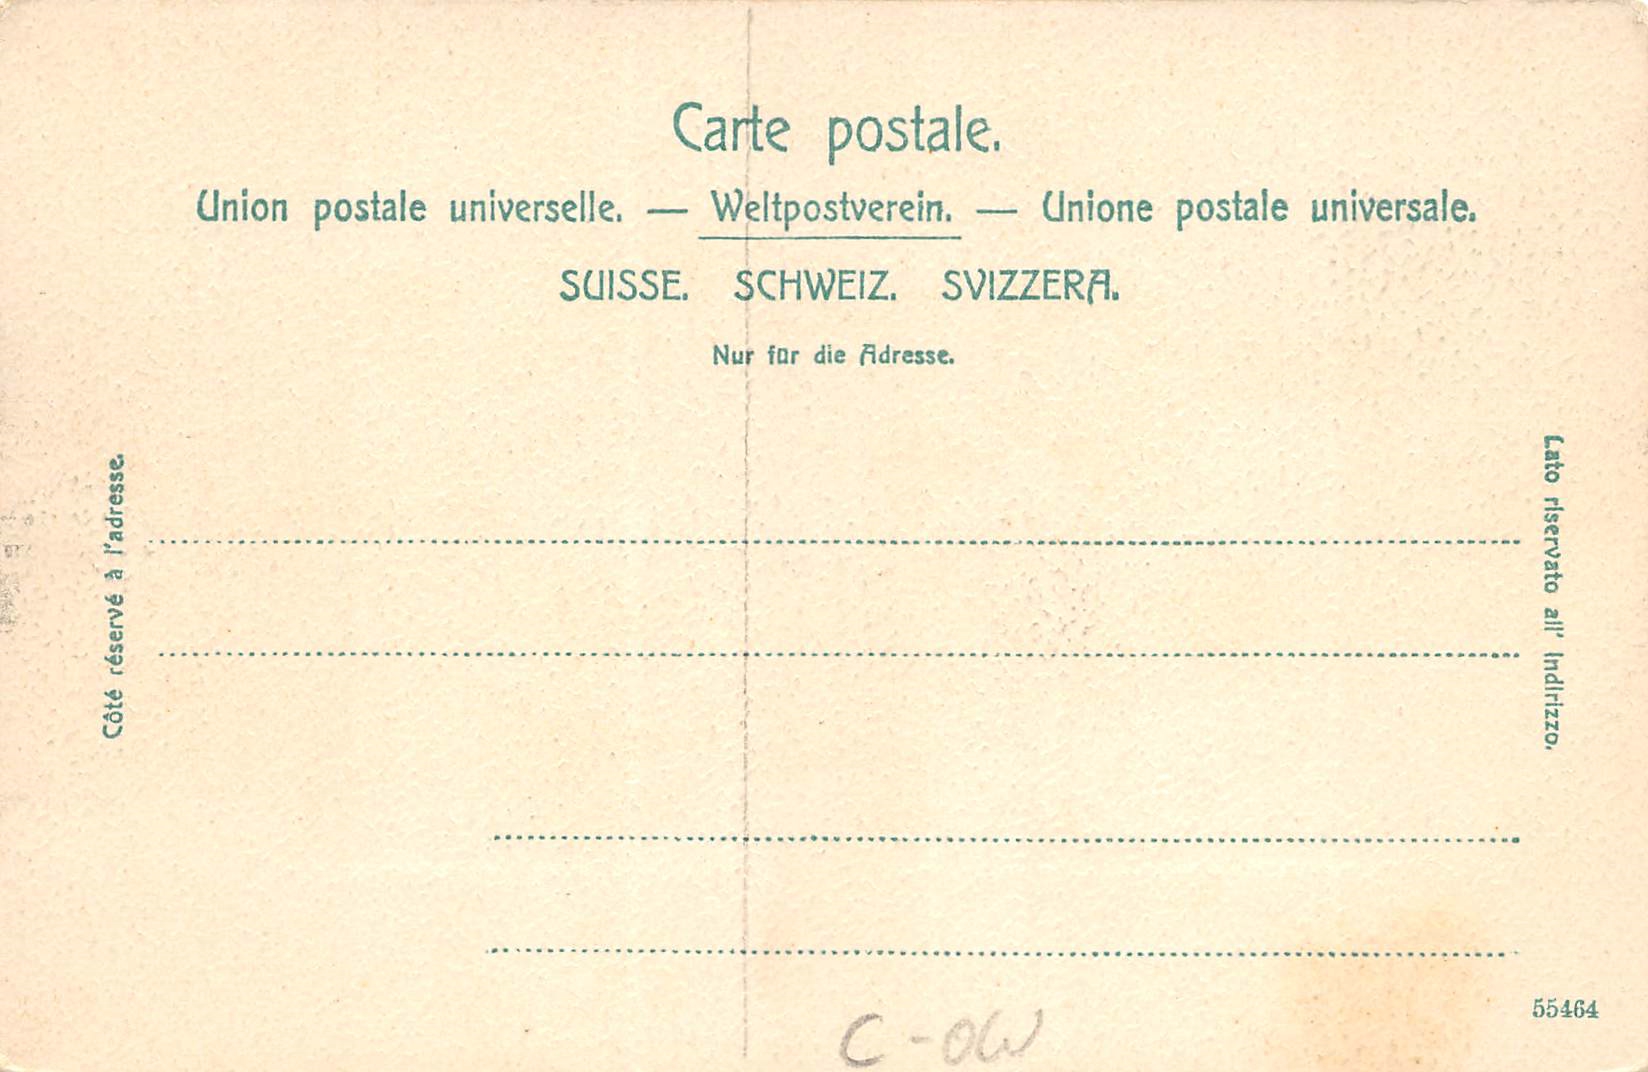 Carte postale.
Union postale universelle. — Weltpostverein. — Unione postale universale.
SUISSE. SCHWEIZ. SVIZZERA.
Nur für die Adresse.
Côté réservé à l'adresse.
Lato riservato all' Indirizzo.
55464
C-OW